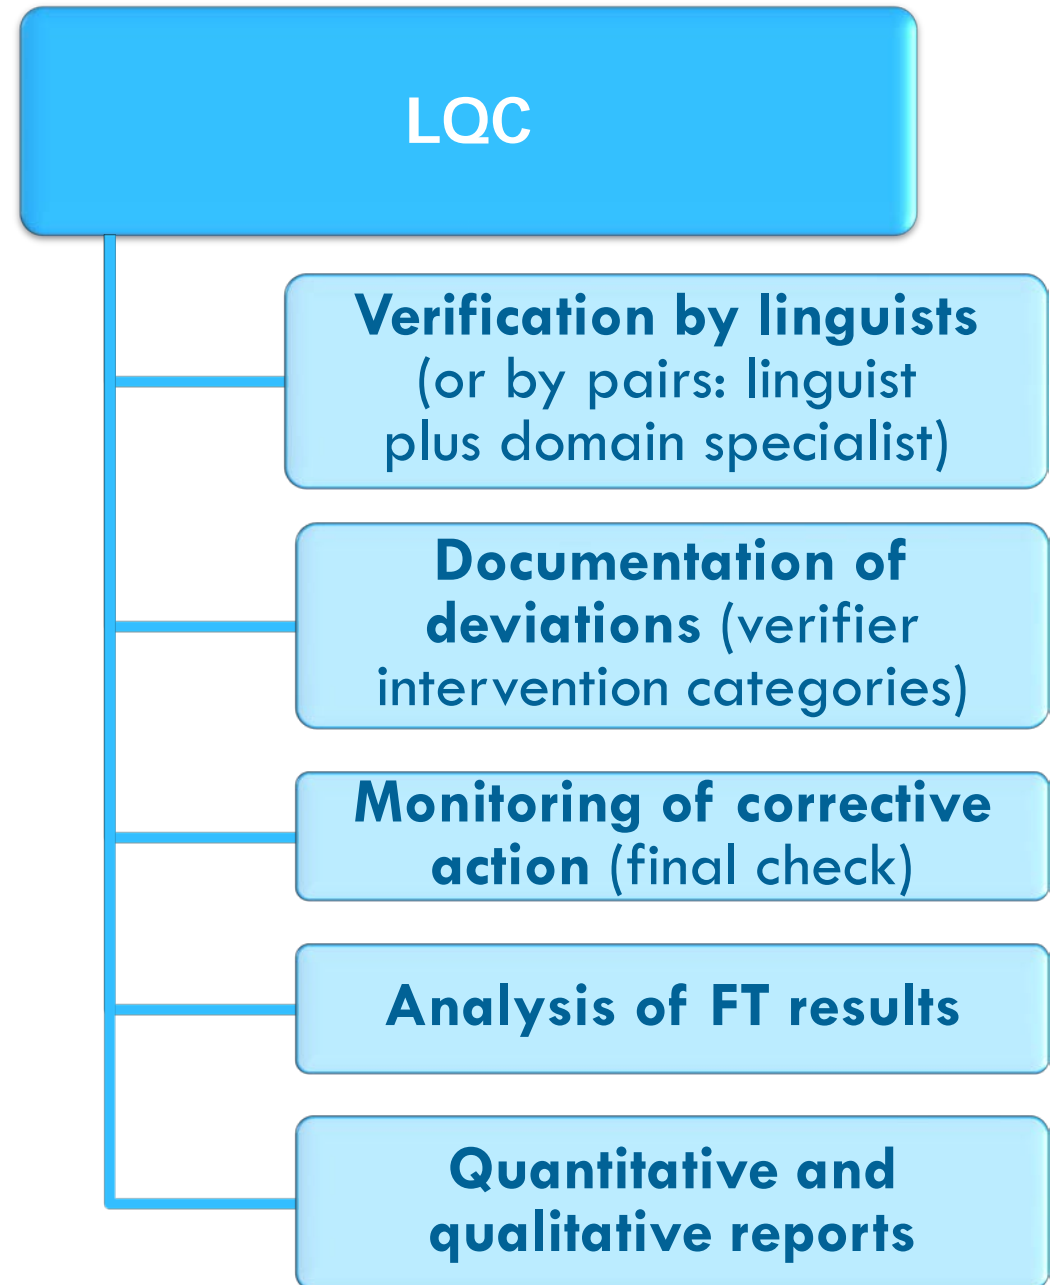 LQC
Verification by linguists
(or by pairs: linguist
plus domain specialist)
Documentation of
deviations (verifier
intervention categories)
Monitoring of corrective
action (final check)
Analysis of FT results
Quantitative and
qualitative reports